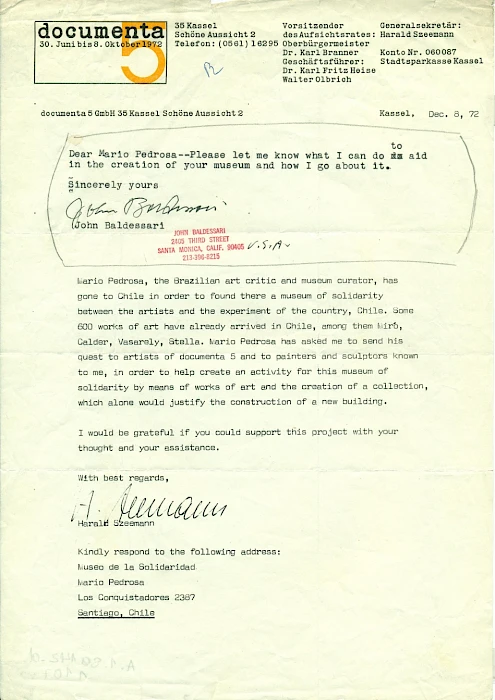 documenta
5
30. Juni bis 8. Oktober 1972
35 Kassel
Schöne Aussicht 2
Telefon: (0561) 16295
Vorsitzender
des Aufsichtsrates:
Oberbürgermeister
Dr. Karl Branner
Geschäftsführer:
Dr. Karl Fritz Heise
Walter Olbrich
Generalsekretär:
Harald Szeemann
Konto Nr. 060087
Stadtsparkasse Kassel
documenta 5 GmbH 35 Kassel Schöne Aussicht 2
Kassel, Dec. 8, 72
to
Dear Mario Pedrosa--Please let me know what I can do aid
in the creation of your museum and how I go about it.
Sincerely yours
John Baldessari
John Baldessari
JOHN BALDESSARI
2405 THIRD STREET
SANTA MONICA, CALIF. 90405 U.S.A.
213-396-8215
Mario Pedrosa, the Brazilian art critic and museum curator, has
gone to Chile in order to found there a museum of solidarity
between the artists and the experiment of the country, Chile. Some
600 works of art have already arrived in Chile, among them Miró,
Calder, Vasarely, Stella. Mario Pedrosa has asked me to send his
quest to artists of documenta 5 and to painters and sculptors known
to me, in order to help create an activity for this museum of
solidarity by means of works of art and the creation of a collection,
which alone would justify the construction of a new building.
I would be grateful if you could support this project with your
thought and your assistance.
With best regards,
H. Szeemann
Harald Szeemann
Kindly respond to the following address:
Museo de la Solidaridad
Mario Pedrosa
Los Conquistadores 2387
Santiago, Chile